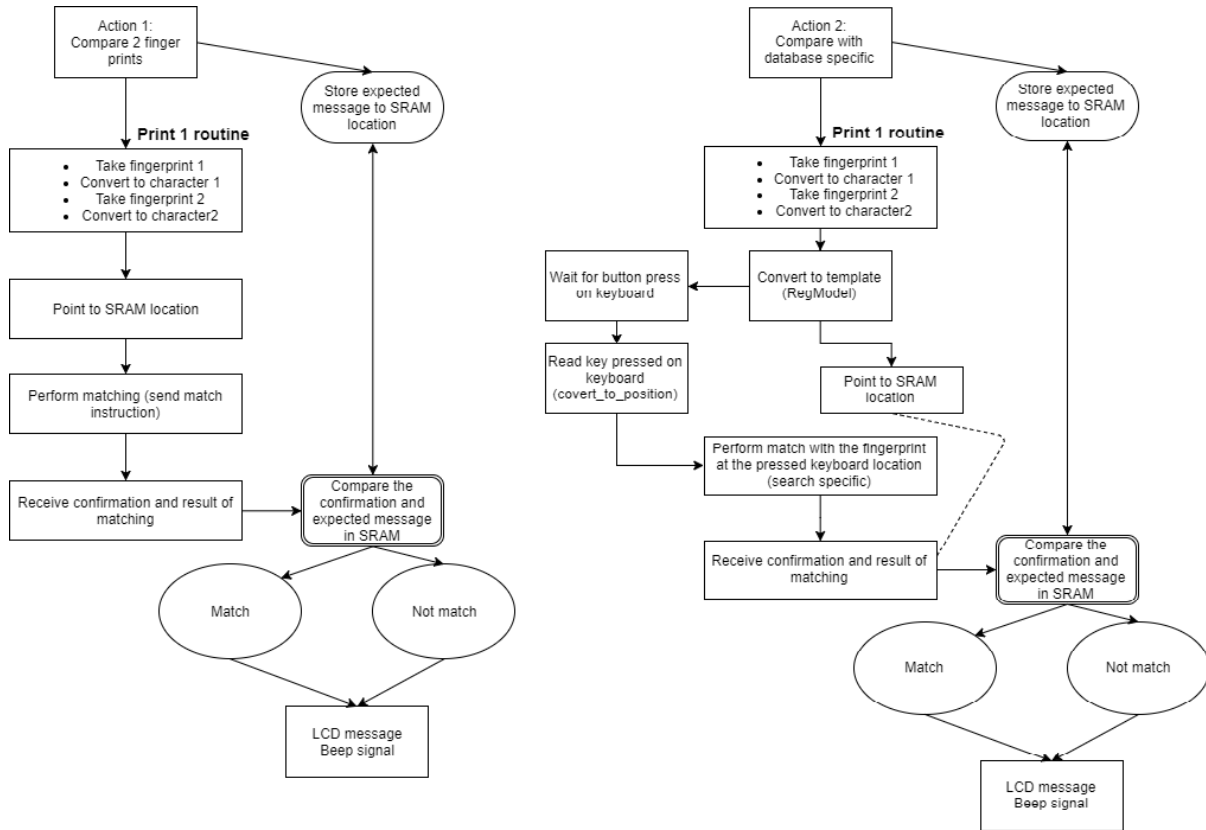 Action 1:
Compare 2 finger
prints
Store expected
message to SRAM
location
Print 1 routine
• Take fingerprint 1
• Convert to character 1
• Take fingerprint 2
• Convert to character2
Point to SRAM location
Perform matching (send match
instruction)
Receive confirmation and result of
matching
Compare the
confirmation and
expected message
in SRAM
Match
Not match
LCD message
Beep signal
Action 2:
Compare with
database specific
Store expected
message to SRAM
location
Print 1 routine
• Take fingerprint 1
• Convert to character 1
• Take fingerprint 2
• Convert to character2
Convert to template
(RegModel)
Wait for button press
on keyboard
Read key pressed on
keyboard
(covert_to_position)
Point to SRAM
location
Perform match with the fingerprint
at the pressed keyboard location
(search specific)
Receive confirmation and result of
matching
Compare the
confirmation and
expected message
in SRAM
Match
Not match
LCD message
Beep signal